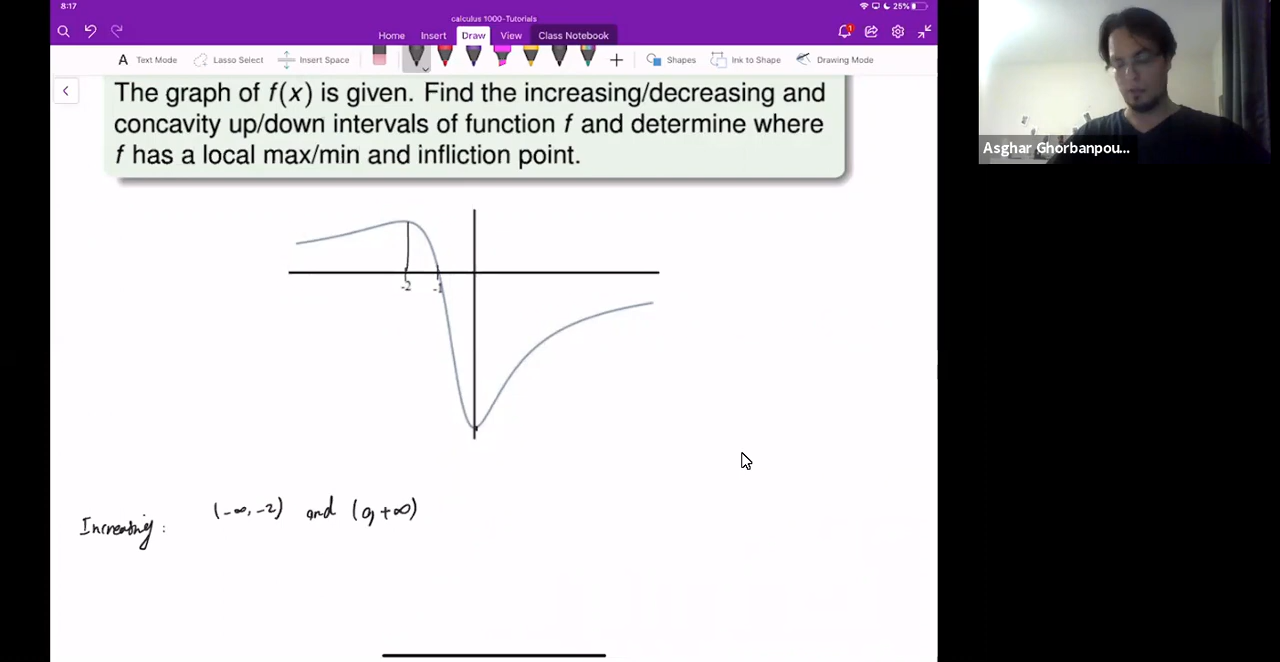 8:17
25%
calculus 1000-Tutorials
Home Insert Draw View Class Notebook
1
A Text Mode Lasso Select Insert Space Shapes Ink to Shape Drawing Mode
The graph of f(x) is given. Find the increasing/decreasing and
concavity up/down intervals of function f and determine where
f has a local max/min and infliction point.
Asghar Ghorbanpou...
-2 -1
Increasing: (-∞, -2) and (0, +∞)